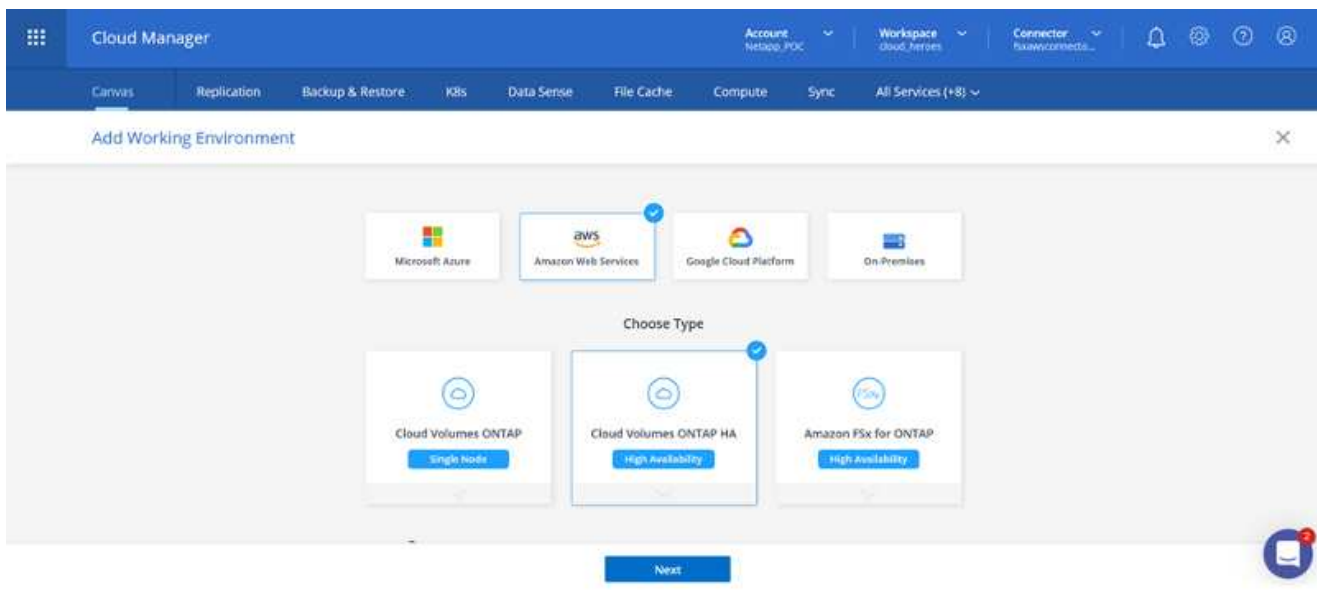 Cloud Manager
Account
Netapp_POC
Workspace
cloud_heroes
Connector
Canvas
Replication
Backup & Restore
K8s
Data Sense
File Cache
Compute
Sync
All Services (+8)
Add Working Environment
Microsoft Azure
aws
Amazon Web Services
Google Cloud Platform
On-Premises
Choose Type
Cloud Volumes ONTAP
Single Node
Cloud Volumes ONTAP HA
High Availability
FSx
Amazon FSx for ONTAP
High Availability
Next
2